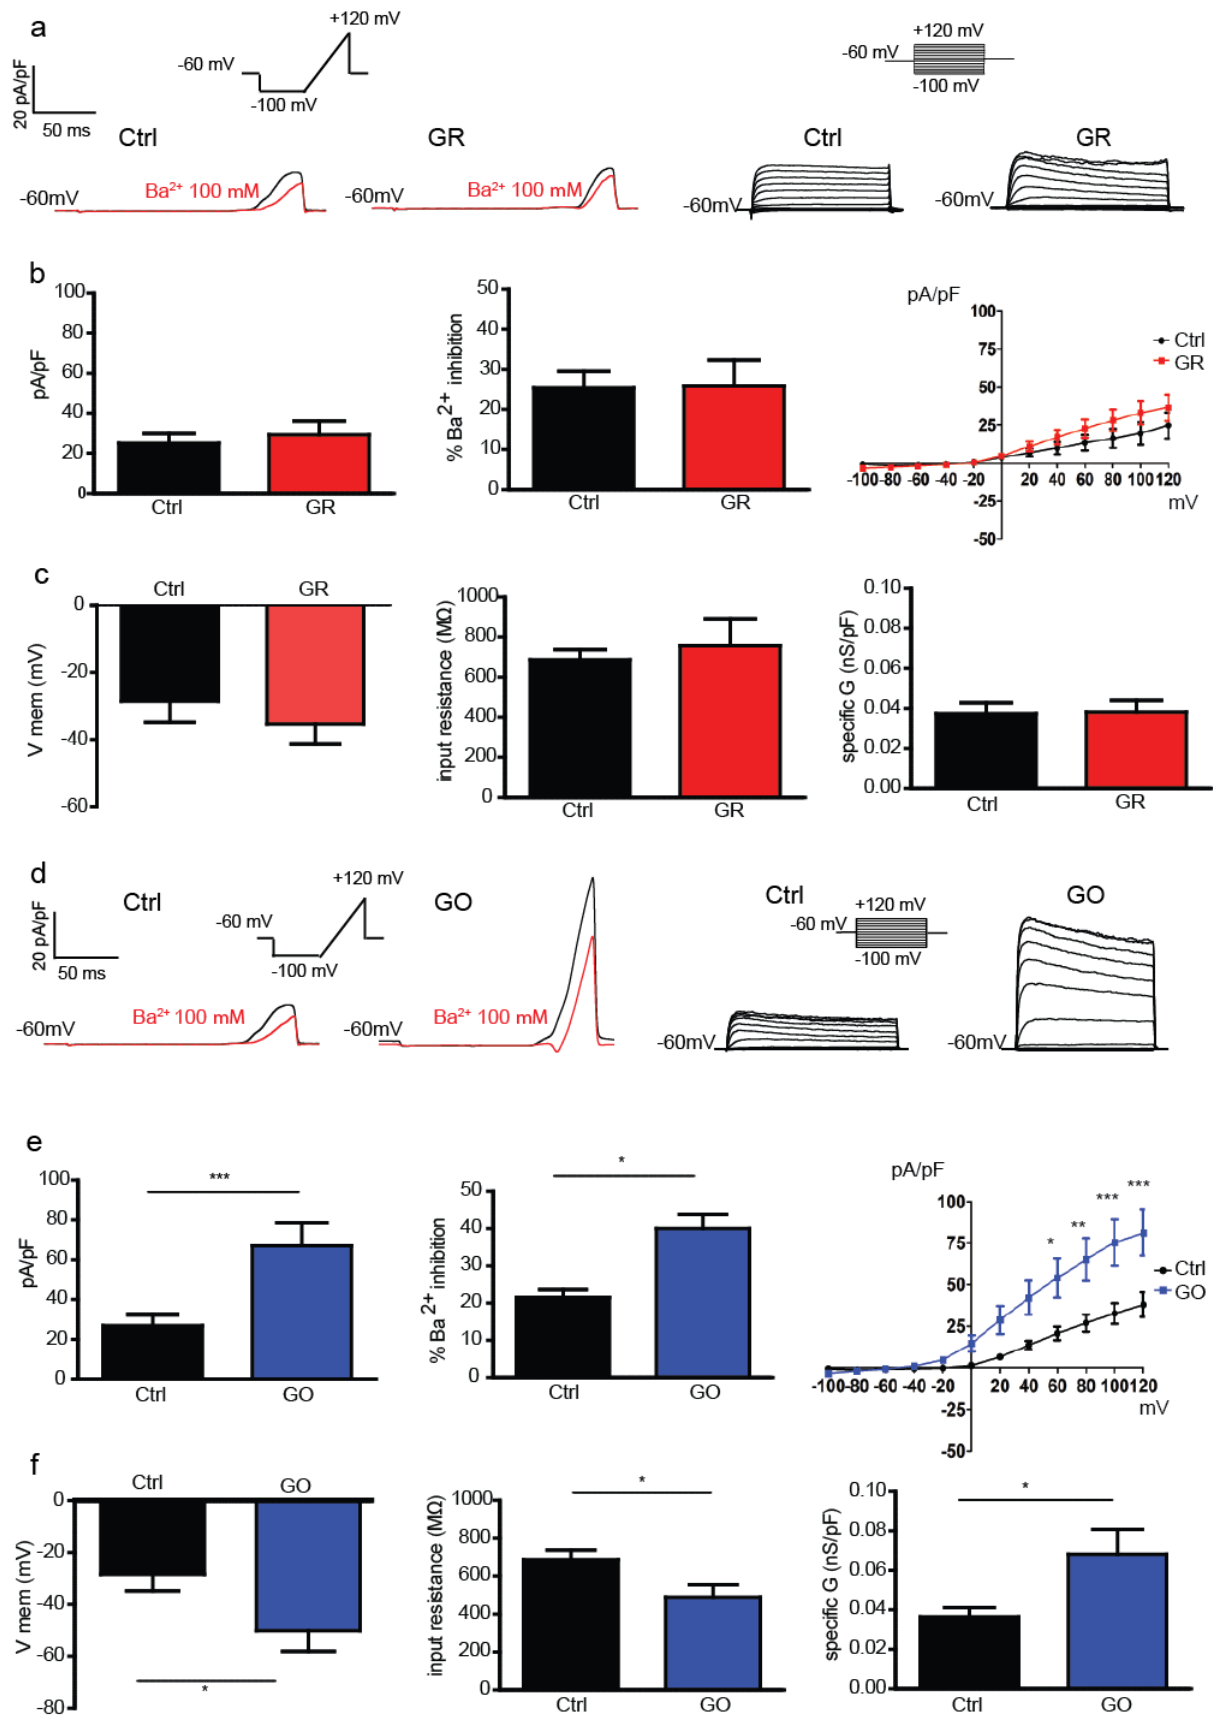 a
+120 mV
-60 mV
-100 mV
20 pA/pF
50 ms
+120 mV
-60 mV
-100 mV
Ctrl
GR
Ctrl
GR
-60mV
Ba²⁺ 100 mM
-60mV
Ba²⁺ 100 mM
-60mV
-60mV
b
100
80
60
40
20
0
pA/pF
Ctrl
GR
50
40
30
20
10
0
% Ba²⁺ inhibition
Ctrl
GR
pA/pF
100
75
50
25
-25
-50
-100 -80 -60 -40 -20 20 40 60 80 100 120
mV
Ctrl
GR
c
Ctrl
GR
0
-20
-40
-60
V mem (mV)
1000
800
600
400
200
0
input resistance (MΩ)
Ctrl
GR
0.10
0.08
0.06
0.04
0.02
0.00
specific G (nS/pF)
Ctrl
GR
d
Ctrl
+120 mV
-60 mV
-100 mV
20 pA/pF
50 ms
GO
Ctrl
+120 mV
-60 mV
-100 mV
GO
-60mV
Ba²⁺ 100 mM
-60mV
Ba²⁺ 100 mM
-60mV
-60mV
e
100
80
60
40
20
0
pA/pF
***
Ctrl
GO
50
40
30
20
10
0
% Ba²⁺ inhibition
*
Ctrl
GO
pA/pF
100
75
50
25
-25
-50
* ** *** ***
-100 -80 -60 -40 -20 20 40 60 80 100 120
mV
Ctrl
GO
f
Ctrl
GO
0
-20
-40
-60
-80
V mem (mV)
*
1000
800
600
400
200
0
input resistance (MΩ)
*
Ctrl
GO
0.10
0.08
0.06
0.04
0.02
0.00
specific G (nS/pF)
*
Ctrl
GO